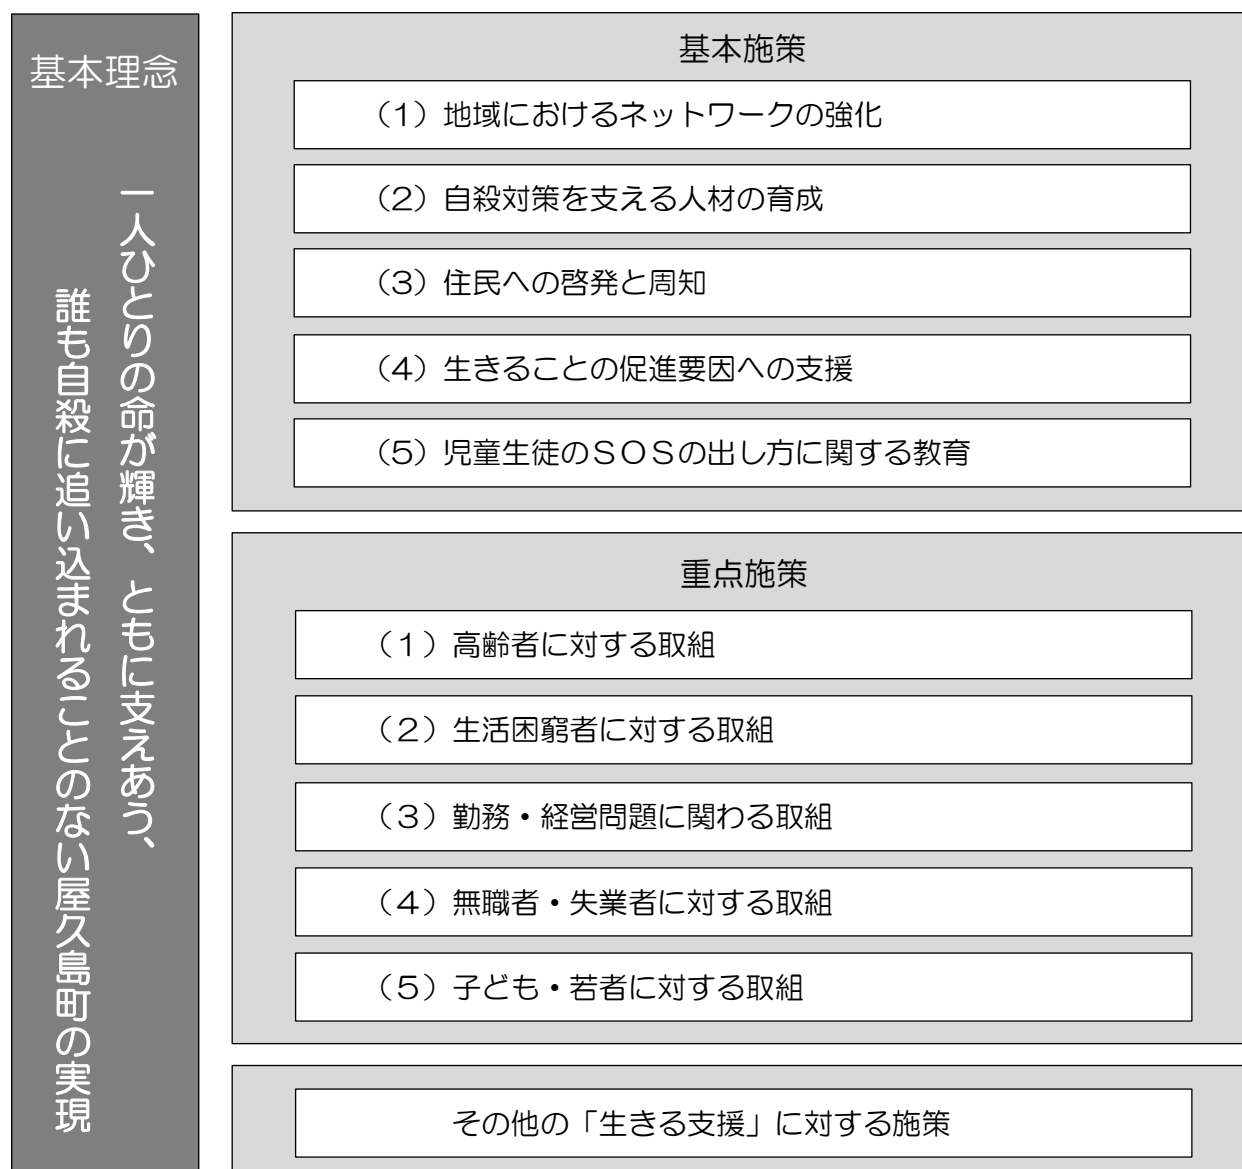 基本理念
一人ひとりの命が輝き、ともに支えあう、
誰も自殺に追い込まれることのない屋久島町の実現
基本施策
（1）地域におけるネットワークの強化
（2）自殺対策を支える人材の育成
（3）住民への啓発と周知
（4）生きることの促進要因への支援
（5）児童生徒のＳＯＳの出し方に関する教育
重点施策
（１）高齢者に対する取組
（２）生活困窮者に対する取組
（３）勤務・経営問題に関わる取組
（４）無職者・失業者に対する取組
（５）子ども・若者に対する取組
その他の「生きる支援」に対する施策